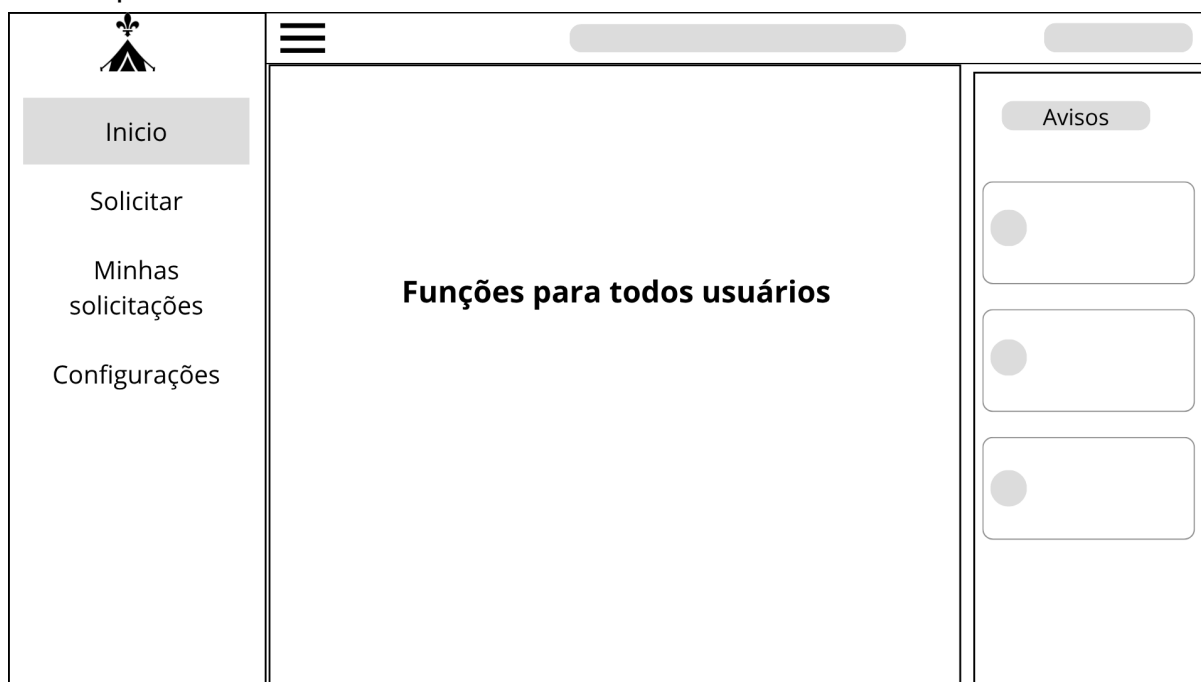 Inicio
Solicitar
Minhas
solicitações
Configurações
Funções para todos usuários
Avisos